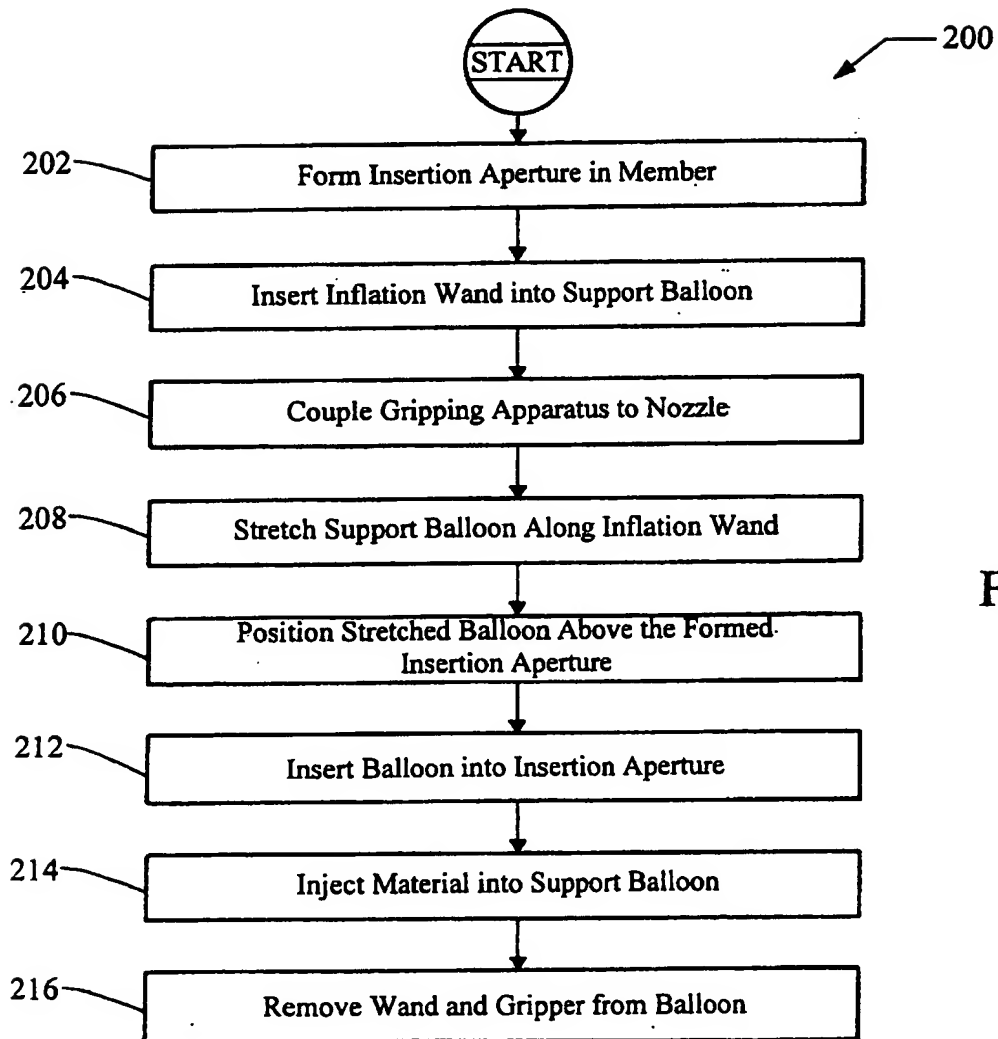 START
200
202
Form Insertion Aperture in Member
204
Insert Inflation Wand into Support Balloon
206
Couple Gripping Apparatus to Nozzle
208
Stretch Support Balloon Along Inflation Wand
210
Position Stretched Balloon Above the Formed
Insertion Aperture
212
Insert Balloon into Insertion Aperture
214
Inject Material into Support Balloon
216
Remove Wand and Gripper from Balloon